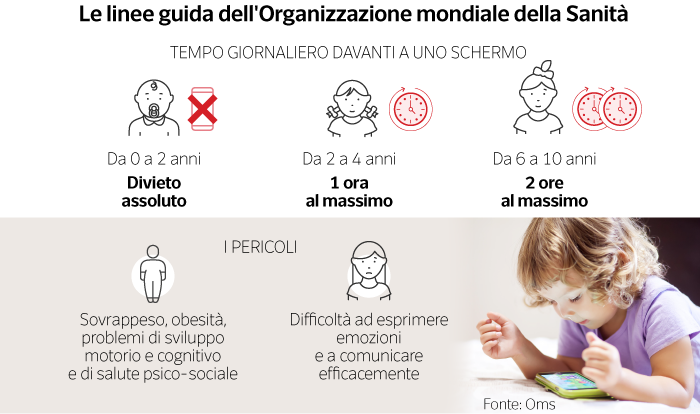 Le linee guida dell'Organizzazione mondiale della Sanità
TEMPO GIORNALIERO DAVANTI A UNO SCHERMO
Da 0 a 2 anni
Divieto
assoluto
Da 2 a 4 anni
1 ora
al massimo
Da 6 a 10 anni
2 ore
al massimo
I PERICOLI
Sovrappeso, obesità,
problemi di sviluppo
motorio e cognitivo
e di salute psico-sociale
Difficoltà ad esprimere
emozioni
e a comunicare
efficacemente
Fonte: Oms